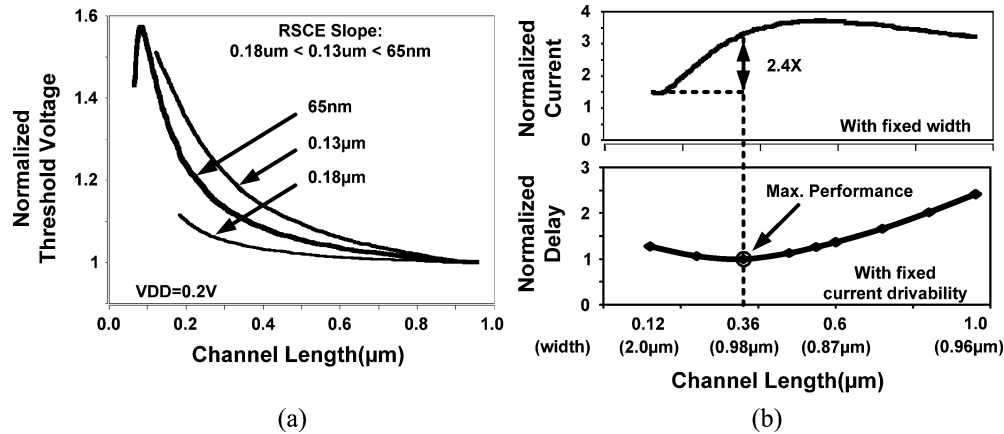 Normalized
Threshold Voltage
1.6
1.4
1.2
1
RSCE Slope:
0.18um < 0.13um < 65nm
65nm
0.13μm
0.18μm
VDD=0.2V
0.0 0.2 0.4 0.6 0.8 1.0
Channel Length(μm)
(a)
Normalized
Current
4
3
2
1
0
2.4X
With fixed width
Normalized
Delay
3
2
1
0
Max. Performance
With fixed
current drivability
0.12 0.36 0.6 1.0
(width) (2.0μm) (0.98μm) (0.87μm) (0.96μm)
Channel Length(μm)
(b)